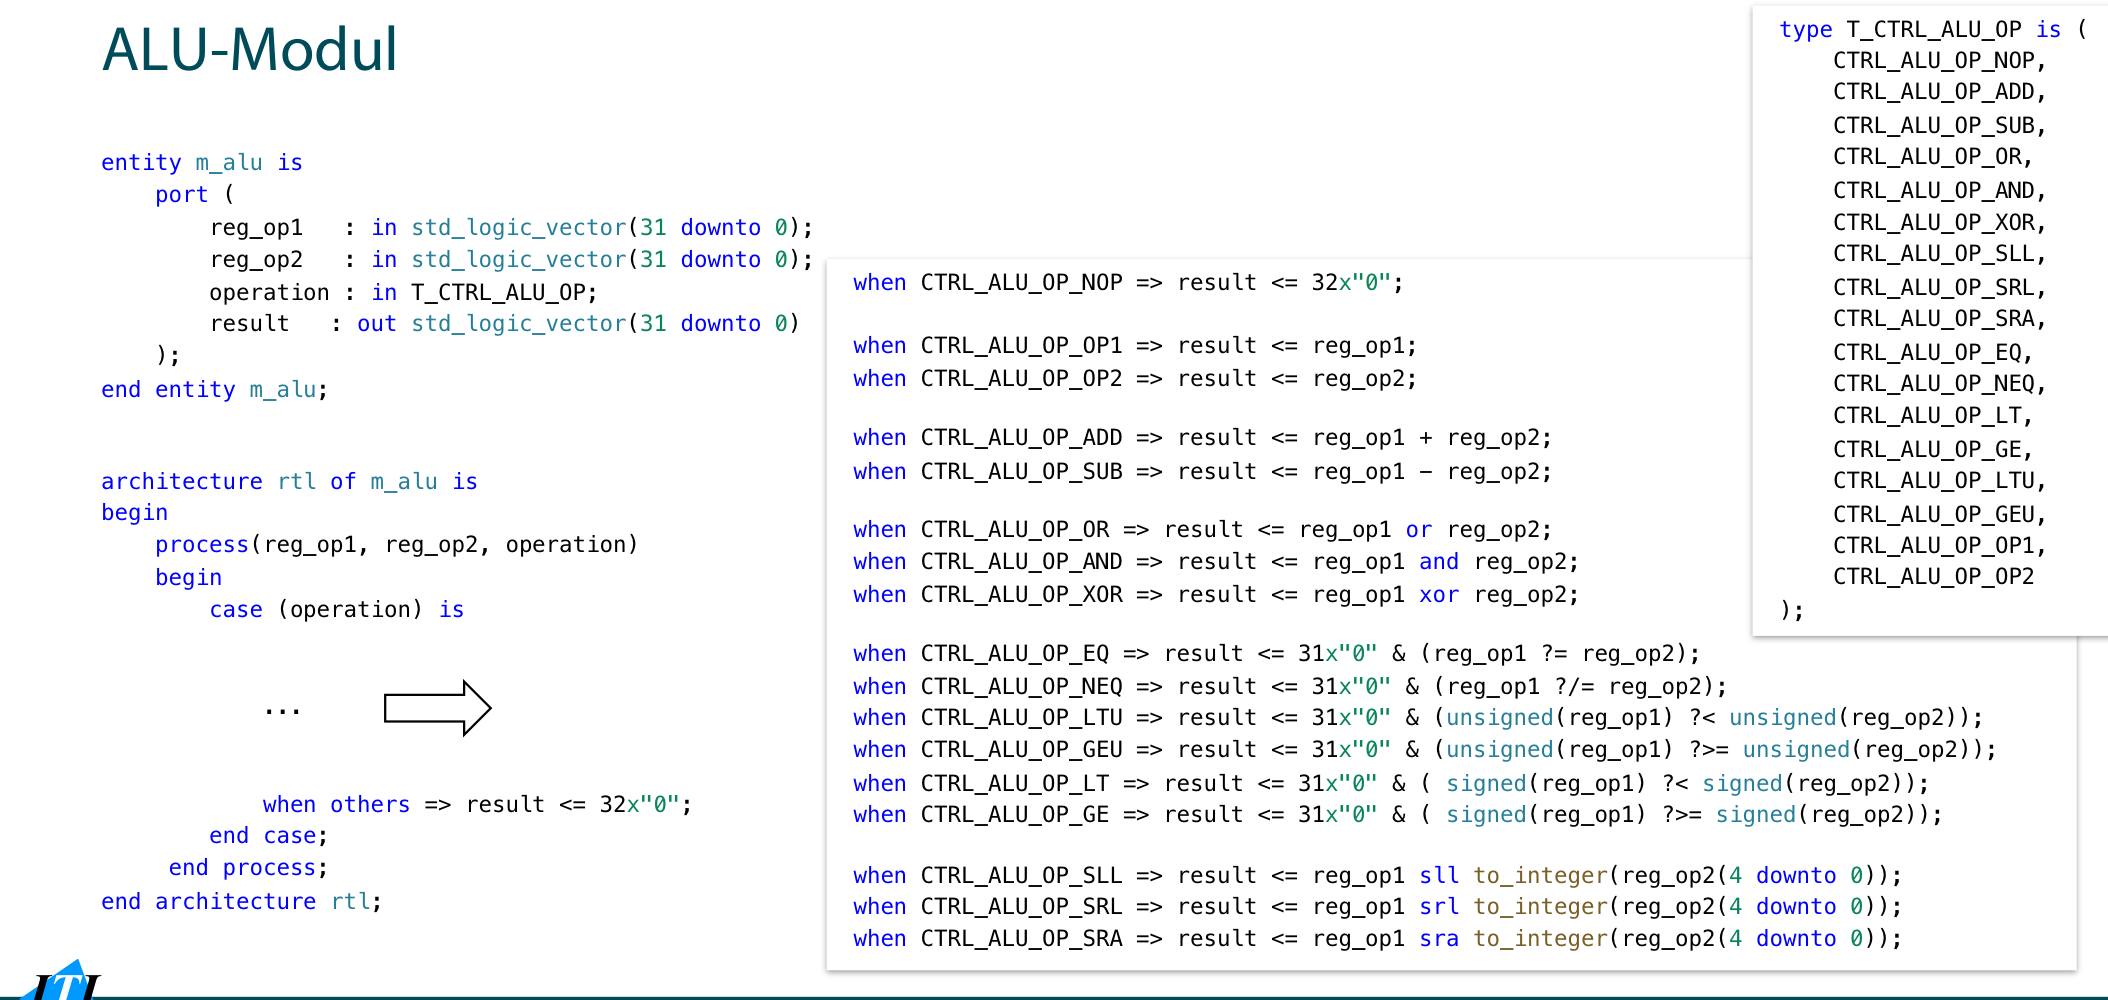 ALU-Modul
entity m_alu is
    port (
        reg_op1   : in std_logic_vector(31 downto 0);
        reg_op2   : in std_logic_vector(31 downto 0);
        operation : in T_CTRL_ALU_OP;
        result   : out std_logic_vector(31 downto 0)
    );
end entity m_alu;
architecture rtl of m_alu is
begin
    process(reg_op1, reg_op2, operation)
    begin
        case (operation) is
            ...
            when others => result <= 32x"0";
        end case;
     end process;
end architecture rtl;
when CTRL_ALU_OP_NOP => result <= 32x"0";
when CTRL_ALU_OP_OP1 => result <= reg_op1;
when CTRL_ALU_OP_OP2 => result <= reg_op2;
when CTRL_ALU_OP_ADD => result <= reg_op1 + reg_op2;
when CTRL_ALU_OP_SUB => result <= reg_op1 − reg_op2;
when CTRL_ALU_OP_OR => result <= reg_op1 or reg_op2;
when CTRL_ALU_OP_AND => result <= reg_op1 and reg_op2;
when CTRL_ALU_OP_XOR => result <= reg_op1 xor reg_op2;
when CTRL_ALU_OP_EQ => result <= 31x"0" & (reg_op1 ?= reg_op2);
when CTRL_ALU_OP_NEQ => result <= 31x"0" & (reg_op1 ?/= reg_op2);
when CTRL_ALU_OP_LTU => result <= 31x"0" & (unsigned(reg_op1) ?< unsigned(reg_op2));
when CTRL_ALU_OP_GEU => result <= 31x"0" & (unsigned(reg_op1) ?>= unsigned(reg_op2));
when CTRL_ALU_OP_LT => result <= 31x"0" & ( signed(reg_op1) ?< signed(reg_op2));
when CTRL_ALU_OP_GE => result <= 31x"0" & ( signed(reg_op1) ?>= signed(reg_op2));
when CTRL_ALU_OP_SLL => result <= reg_op1 sll to_integer(reg_op2(4 downto 0));
when CTRL_ALU_OP_SRL => result <= reg_op1 srl to_integer(reg_op2(4 downto 0));
when CTRL_ALU_OP_SRA => result <= reg_op1 sra to_integer(reg_op2(4 downto 0));
type T_CTRL_ALU_OP is (
    CTRL_ALU_OP_NOP,
    CTRL_ALU_OP_ADD,
    CTRL_ALU_OP_SUB,
    CTRL_ALU_OP_OR,
    CTRL_ALU_OP_AND,
    CTRL_ALU_OP_XOR,
    CTRL_ALU_OP_SLL,
    CTRL_ALU_OP_SRL,
    CTRL_ALU_OP_SRA,
    CTRL_ALU_OP_EQ,
    CTRL_ALU_OP_NEQ,
    CTRL_ALU_OP_LT,
    CTRL_ALU_OP_GE,
    CTRL_ALU_OP_LTU,
    CTRL_ALU_OP_GEU,
    CTRL_ALU_OP_OP1,
    CTRL_ALU_OP_OP2
);
ITI